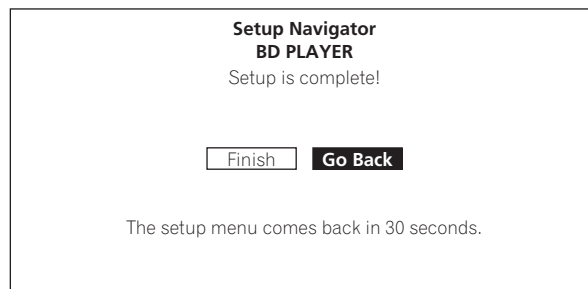 Setup Navigator
BD PLAYER
Setup is complete!
Finish Go Back
The setup menu comes back in 30 seconds.